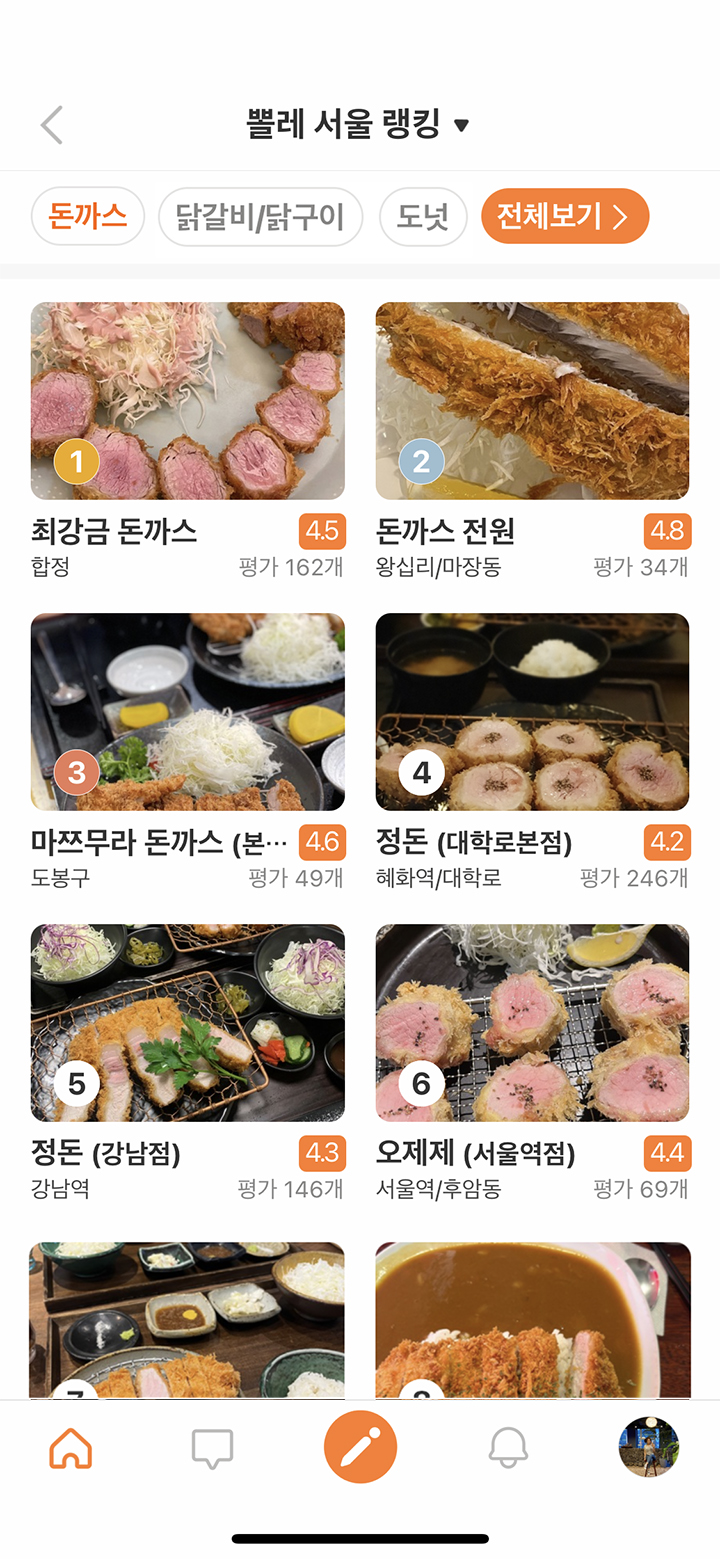 뽈레 서울 랭킹 ▼
돈까스 닭갈비/닭구이 도넛 전체보기 >
1
최강금 돈까스 4.5
합정 평가 162개
2
돈까스 전원 4.8
왕십리/마장동 평가 34개
3
마쯔무라 돈까스 (본… 4.6
도봉구 평가 49개
4
정돈 (대학로본점) 4.2
혜화역/대학로 평가 246개
5
정돈 (강남점) 4.3
강남역 평가 146개
6
오제제 (서울역점) 4.4
서울역/후암동 평가 69개
7
8